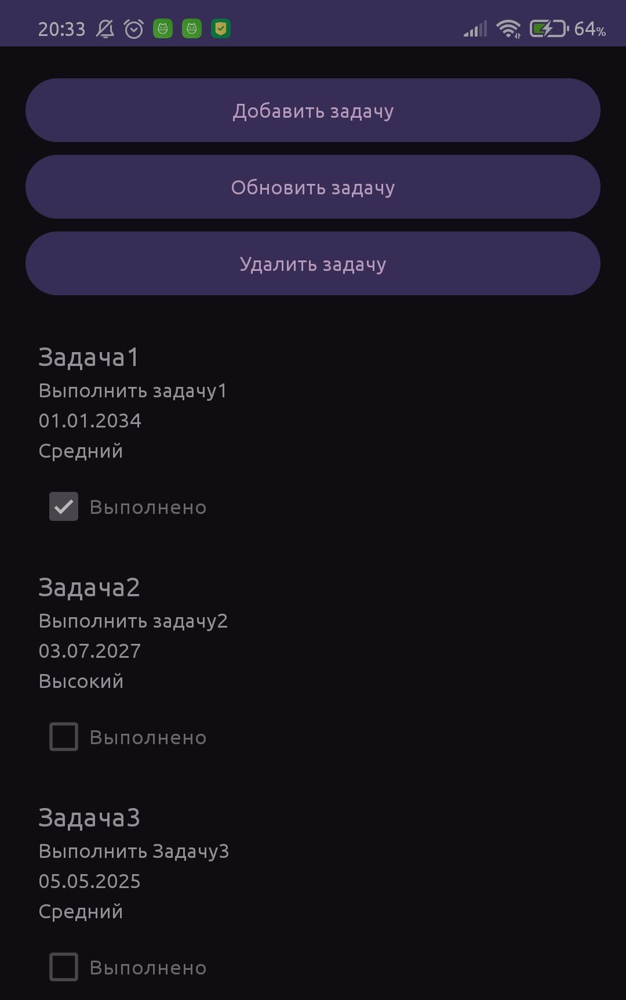 20:33 64%
Добавить задачу
Обновить задачу
Удалить задачу
Задача1
Выполнить задачу1
01.01.2034
Средний
Выполнено
Задача2
Выполнить задачу2
03.07.2027
Высокий
Выполнено
Задача3
Выполнить Задачу3
05.05.2025
Средний
Выполнено